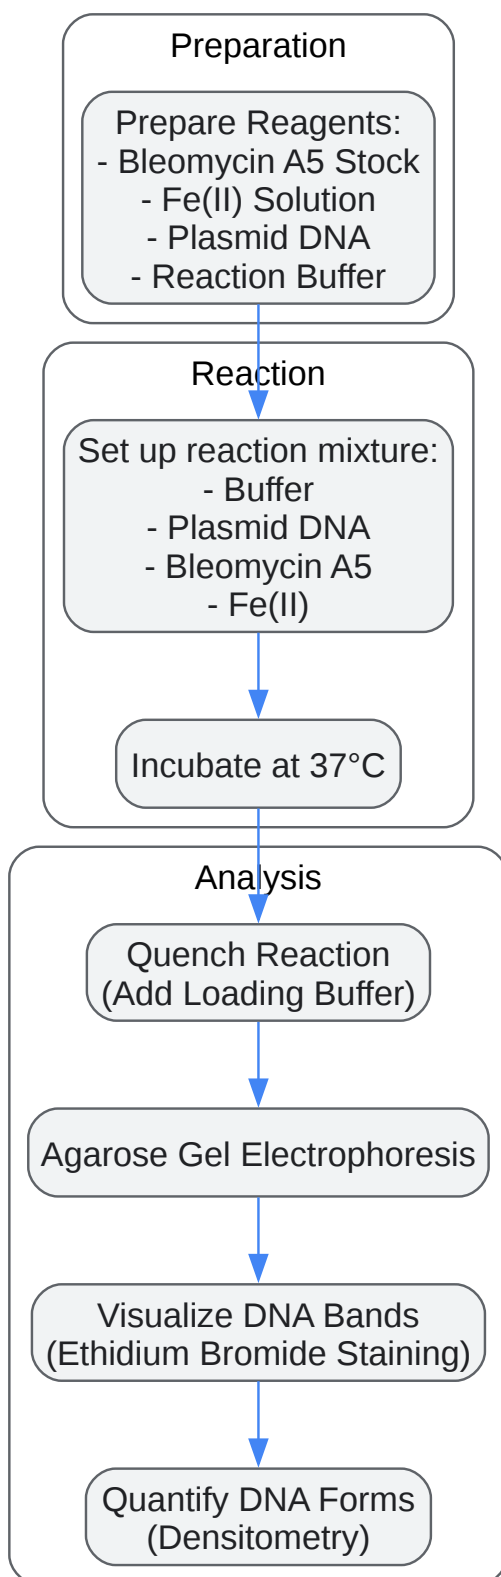 Preparation
Prepare Reagents:
- Bleomycin A5 Stock
- Fe(II) Solution
- Plasmid DNA
- Reaction Buffer
Reaction
Set up reaction mixture:
- Buffer
- Plasmid DNA
- Bleomycin A5
- Fe(II)
Incubate at 37°C
Analysis
Quench Reaction
(Add Loading Buffer)
Agarose Gel Electrophoresis
Visualize DNA Bands
(Ethidium Bromide Staining)
Quantify DNA Forms
(Densitometry)